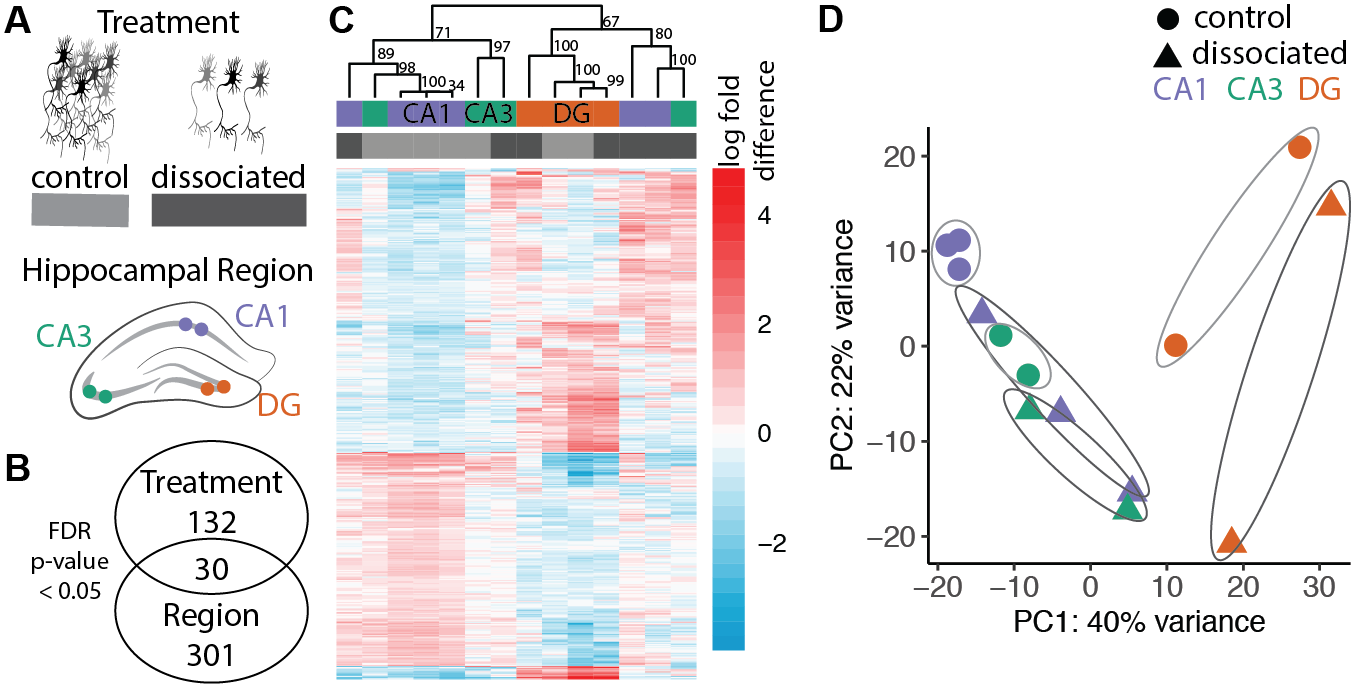 A
Treatment
control
dissociated
Hippocampal Region
CA1
CA3
DG
B
FDR
p-value
< 0.05
Treatment
132
30
Region
301
C
67
71
80
89
97
100
98
100
100
100
34
99
CA1
CA3
DG
log fold
difference
4
2
0
−2
D
control
dissociated
CA1 CA3 DG
PC2: 22% variance
20
10
0
−10
−20
−20 −10 0 10 20 30
PC1: 40% variance